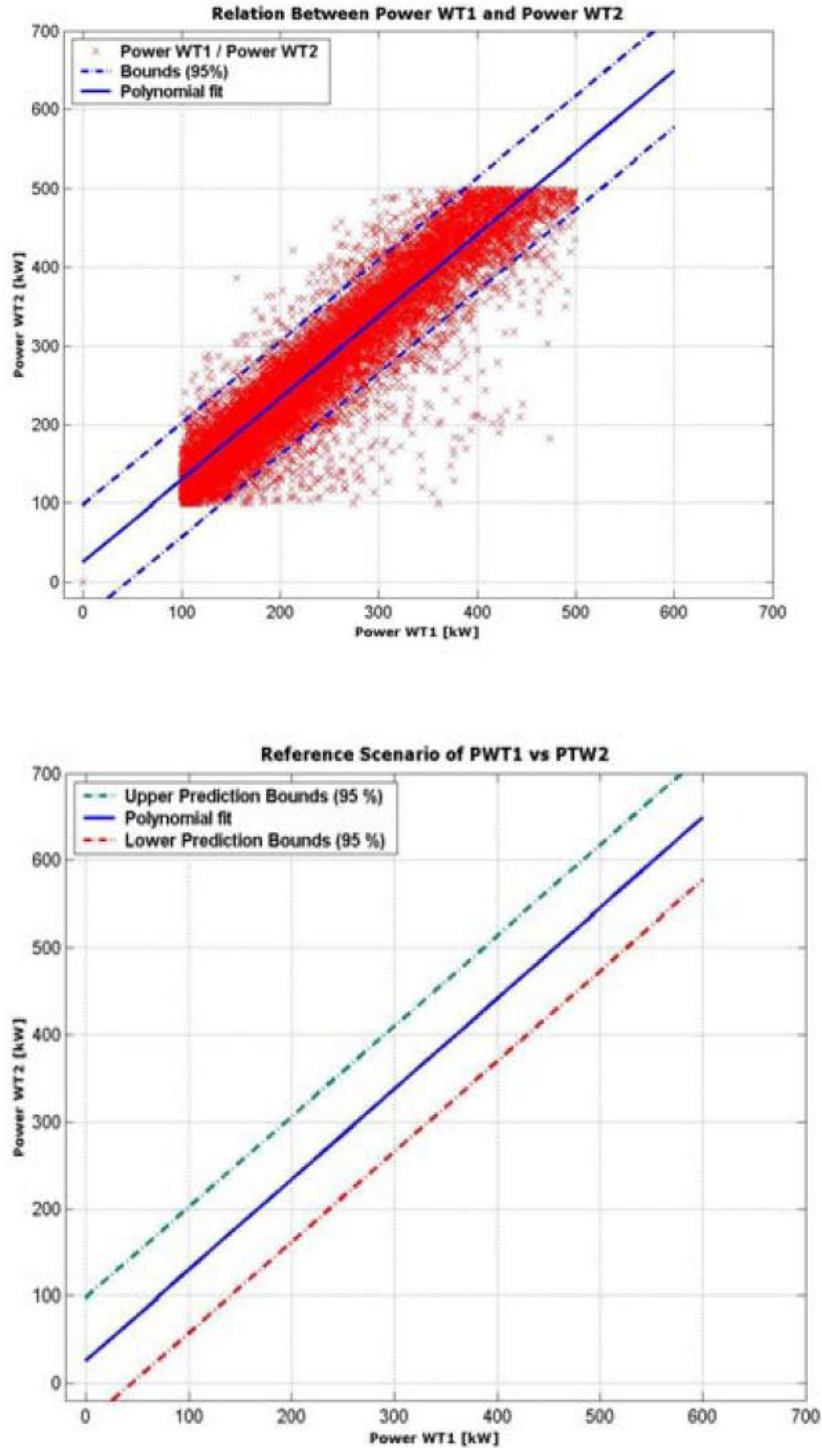 Relation Between Power WT1 and Power WT2
Power WT1 / Power WT2
Bounds (95%)
Polynomial fit
700
600
500
400
300
200
100
0
Power WT2 [kW]
0 100 200 300 400 500 600 700
Power WT1 [kW]
Reference Scenario of PWT1 vs PTW2
Upper Prediction Bounds (95 %)
Polynomial fit
Lower Prediction Bounds (95 %)
700
600
500
400
300
200
100
0
Power WT2 [kW]
0 100 200 300 400 500 600 700
Power WT1 [kW]